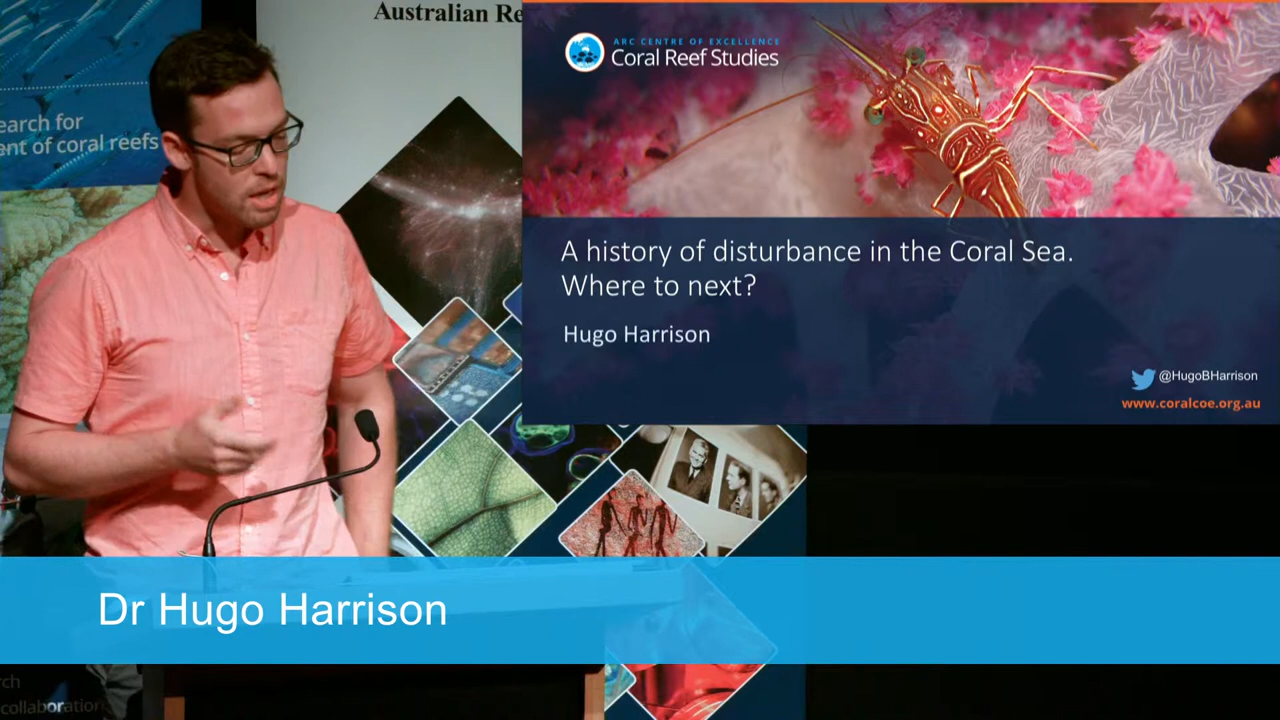 Australian Re
earch for
ent of coral reefs
ARC CENTRE OF EXCELLENCE
Coral Reef Studies
A history of disturbance in the Coral Sea.
Where to next?
Hugo Harrison
@HugoBHarrison
www.coralcoe.org.au
Dr Hugo Harrison
rch
collaboration